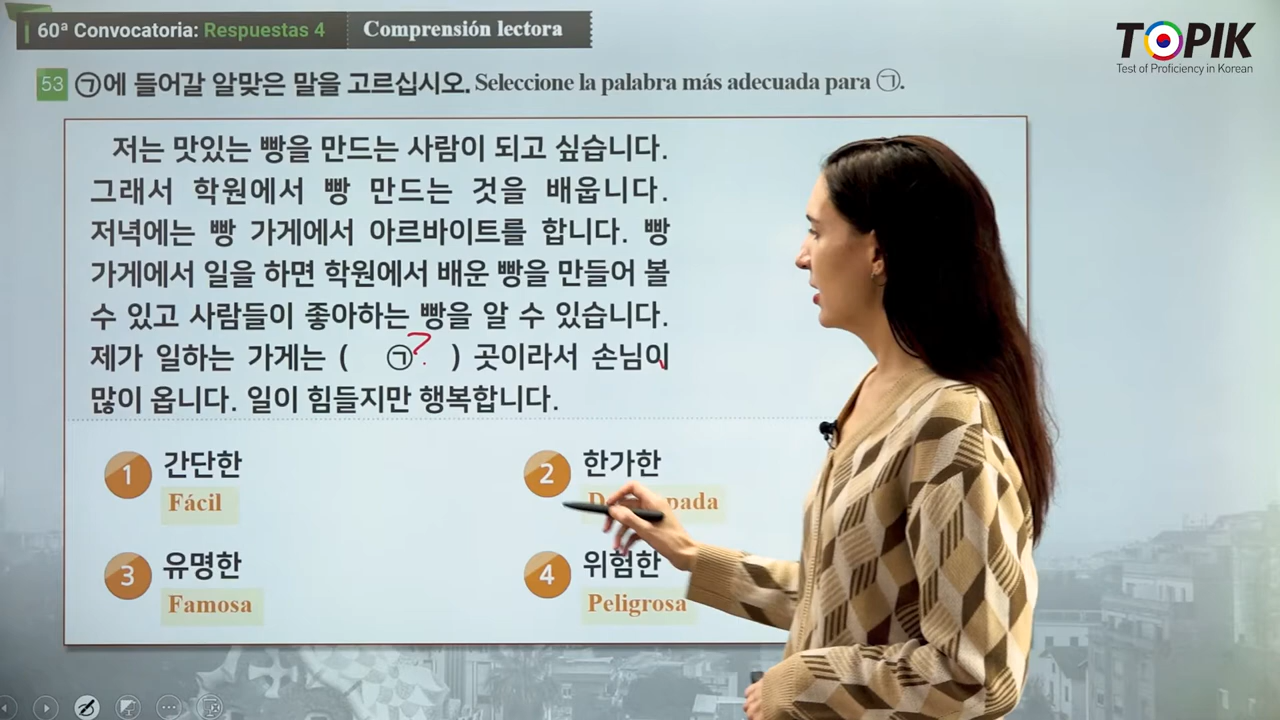 60ª Convocatoria: Respuestas 4 Comprensión lectora
TOPIK
Test of Proficiency in Korean
53 ㉠에 들어갈 알맞은 말을 고르십시오. Seleccione la palabra más adecuada para ㉠.
저는 맛있는 빵을 만드는 사람이 되고 싶습니다.
그래서 학원에서 빵 만드는 것을 배웁니다.
저녁에는 빵 가게에서 아르바이트를 합니다. 빵
가게에서 일을 하면 학원에서 배운 빵을 만들어 볼
수 있고 사람들이 좋아하는 빵을 알 수 있습니다.
제가 일하는 가게는 ( ㉠ ? ) 곳이라서 손님이
많이 옵니다. 일이 힘들지만 행복합니다.
1 간단한
Fácil
2 한가한
3 유명한
Famosa
4 위험한
Peligrosa